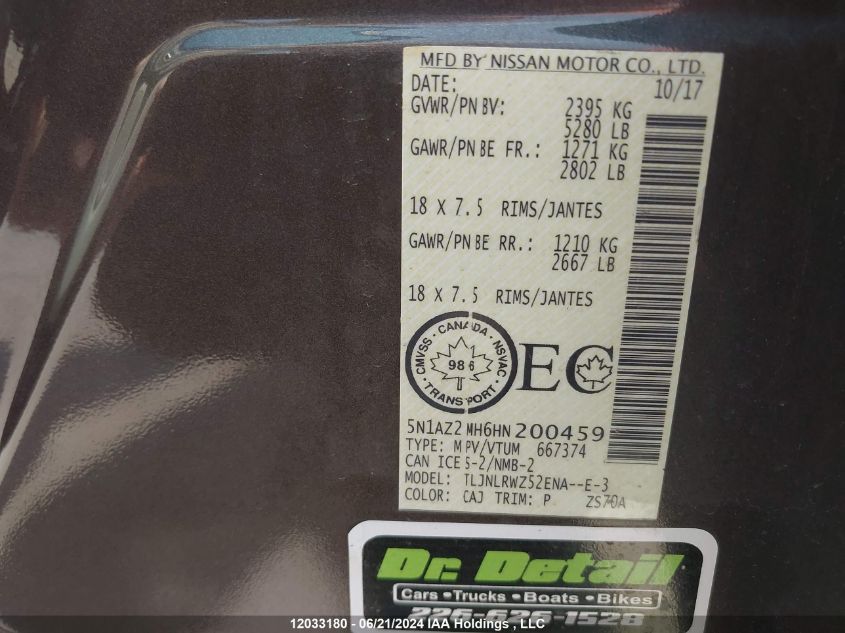 MFD BY NISSAN MOTOR CO., LTD.
DATE: 10/17
GVWR/PNBV: 2395 KG
5280 LB
GAWR/PNBE FR.: 1271 KG
2802 LB
18 X 7.5 RIMS/JANTES
GAWR/PNBE RR.: 1210 KG
2667 LB
18 X 7.5 RIMS/JANTES
CMVSS · CANADA · NSVAC
986
· TRANSPORT ·
EC
5N1AZ2MH6HN200459
TYPE: MPV/VTUM 667374
CAN ICES-2/NMB-2
MODEL: TLJNLRWZ52ENA--E-3
COLOR: CAJ TRIM: P ZS70A
Dr. Detail
Cars • Trucks • Boats • Bikes
226-626-1528
12033180 - 06/21/2024 IAA Holdings , LLC